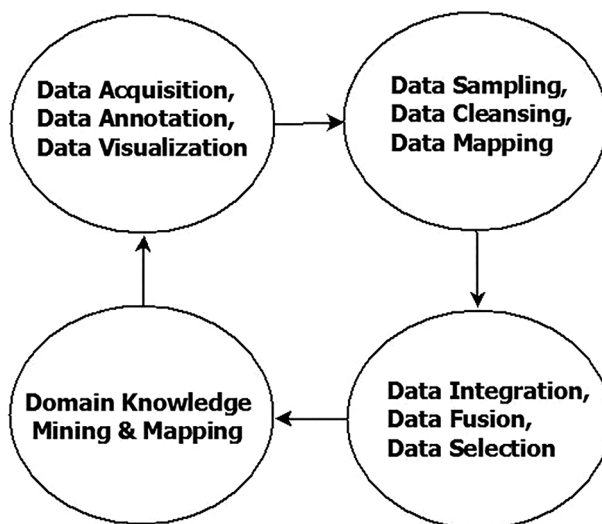 Data Acquisition,
Data Annotation,
Data Visualization
Data Sampling,
Data Cleansing,
Data Mapping
Domain Knowledge
Mining & Mapping
Data Integration,
Data Fusion,
Data Selection